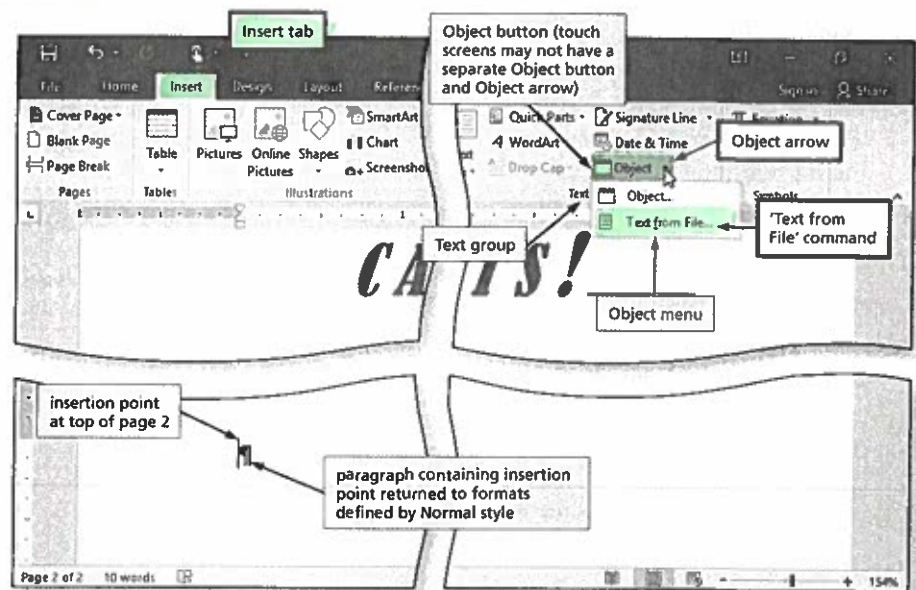 Insert tab
Object button (touch
screens may not have a
separate Object button
and Object arrow)
File Home Insert Design Layout Referen
Sign in Share
Cover Page
Blank Page
Page Break
Pages
Table
Tables
Pictures
Online
Pictures
Shapes
SmartArt
Chart
Screenshot
Illustrations
Quick Parts
WordArt
Drop Cap
Signature Line
Date & Time
Object
Object arrow
Text
Object...
Symbols
Text from File...
'Text from
File' command
Text group
CATS!
Object menu
insertion point
at top of page 2
paragraph containing insertion
point returned to formats
defined by Normal style
Page 2 of 2 10 words
154%